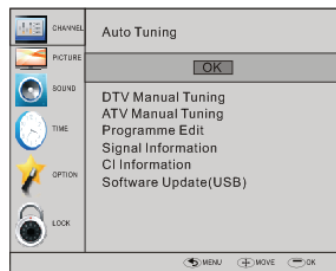 CHANNEL
PICTURE
SOUND
TIME
OPTION
LOCK
Auto Tuning
OK
DTV Manual Tuning
ATV Manual Tuning
Programme Edit
Signal Information
CI Information
Software Update(USB)
MENU MOVE OK